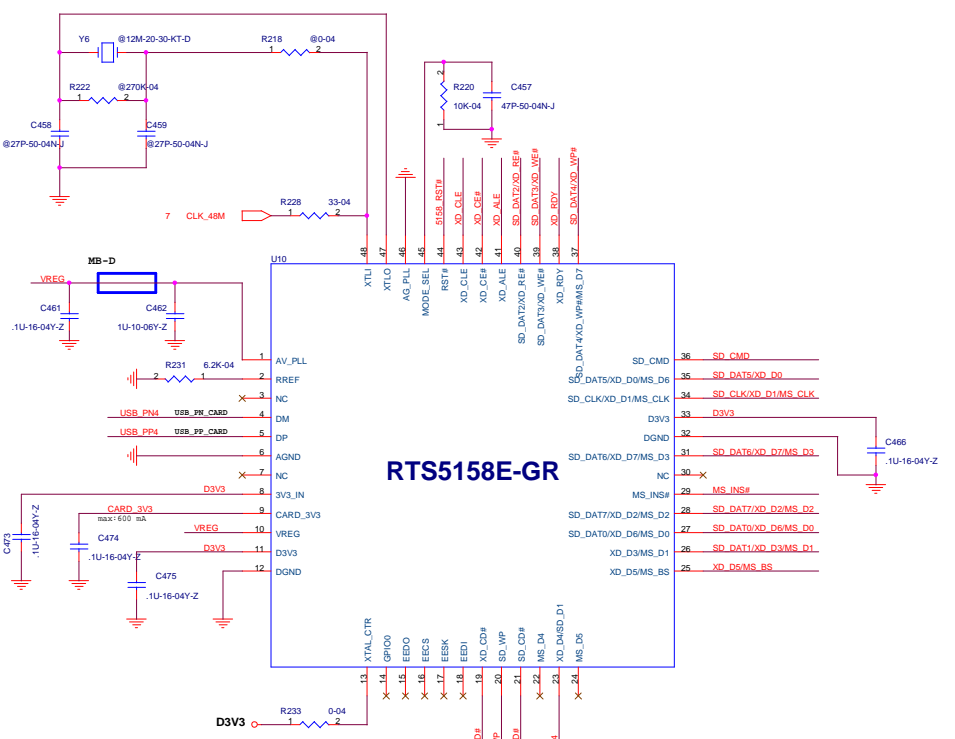 Y6 @12M-20-30-KT-D
R218 @0-04
1 2
R222 @270K-04
1 2
C458
@27P-50-04N-J
C459
@27P-50-04N-J
R220
10K-04
2
1
C457
47P-50-04N-J
7 CLK_48M
R228 33-04
1 2
5158_RST#
XD_CLE
XD_CE#
XD_ALE
SD_DAT2/XD_RE#
SD_DAT3/XD_WE#
XD_RDY
SD_DAT4/XD_WP#
48 47 46 45 44 43 42 41 40 39 38 37
U10
XTLI
XTLO
AG_PLL
MODE_SEL
RST#
XD_CLE
XD_CE#
XD_ALE
SD_DAT2/XD_RE#
SD_DAT3/XD_WE#
XD_RDY
SD_DAT4/XD_WP#/MS_D7
MB-D
VREG
C461
.1U-16-04Y-Z
C462
1U-10-06Y-Z
R231 6.2K-04
2 1
1 AV_PLL
2 RREF
3 NC
USB_PN4 USB_PN_CARD 4 DM
USB_PP4 USB_PP_CARD 5 DP
6 AGND
7 NC
D3V3 8 3V3_IN
CARD_3V3 9 CARD_3V3
max:600 mA
VREG 10 VREG
D3V3 11 D3V3
12 DGND
C473
.1U-16-04Y-Z
C474
.1U-16-04Y-Z
C475
.1U-16-04Y-Z
RTS5158E-GR
SD_CMD 36 SD_CMD
SD_DAT5/XD_D0/MS_D6 35 SD_DAT5/XD_D0
SD_CLK/XD_D1/MS_CLK 34 SD_CLK/XD_D1/MS_CLK
D3V3 33 D3V3
DGND 32
SD_DAT6/XD_D7/MS_D3 31 SD_DAT6/XD_D7/MS_D3
NC 30
MS_INS# 29 MS_INS#
SD_DAT7/XD_D2/MS_D2 28 SD_DAT7/XD_D2/MS_D2
SD_DAT0/XD_D6/MS_D0 27 SD_DAT0/XD_D6/MS_D0
XD_D3/MS_D1 26 SD_DAT1/XD_D3/MS_D1
XD_D5/MS_BS 25 XD_D5/MS_BS
C466
.1U-16-04Y-Z
XTAL_CTR
GPIO0
EEDO
EECS
EESK
EEDI
XD_CD#
SD_WP
SD_CD#
MS_D4
XD_D4/SD_D1
MS_D5
13 14 15 16 17 18 19 20 21 22 23 24
D3V3
R233 0-04
1 2